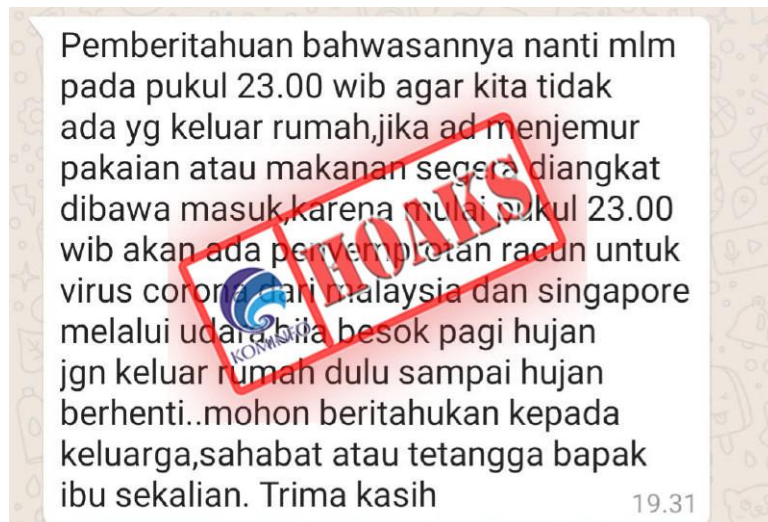 Pemberitahuan bahwasannya nanti mlm
pada pukul 23.00 wib agar kita tidak
ada yg keluar rumah,jika ad menjemur
pakaian atau makanan segera diangkat
dibawa masuk,karena mulai pukul 23.00
wib akan ada penyemprotan racun untuk
virus corona dari malaysia dan singapore
melalui udara,bila besok pagi hujan
jgn keluar rumah dulu sampai hujan
berhenti..mohon beritahukan kepada
keluarga,sahabat atau tetangga bapak
ibu sekalian. Trima kasih
19.31
KOMINFO
HOAKS